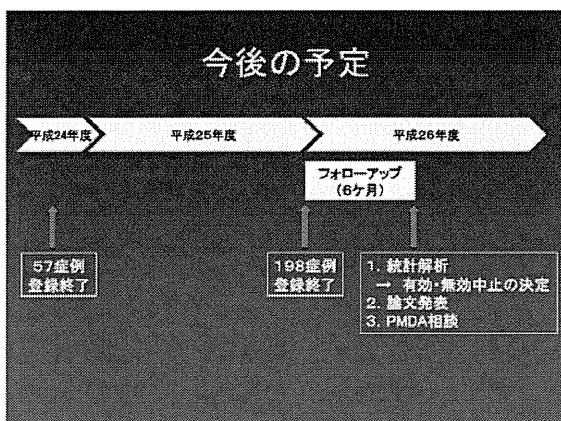 今後の予定
平成24年度
平成25年度
平成26年度
フォローアップ
(6ケ月)
57症例
登録終了
198症例
登録終了
1. 統計解析
→ 有効・無効中止の決定
2. 論文発表
3. PMDA相談